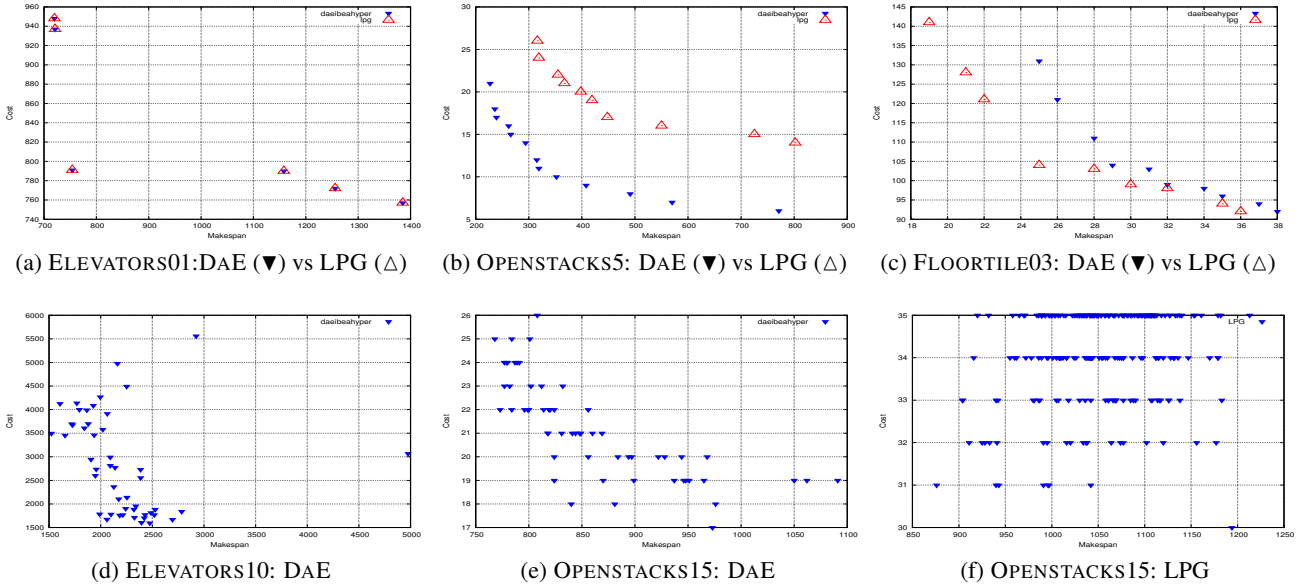 960
940
920
900
880
860
840
820
800
780
760
740
Cost
daeibeahyper
lpg
700 800 900 1000 1100 1200 1300 1400
Makespan
(a) ELEVATORS01:DAE (▼) vs LPG (△)
30
25
20
15
10
5
Cost
daeibeahyper
lpg
200 300 400 500 600 700 800 900
Makespan
(b) OPENSTACKS5: DAE (▼) vs LPG (△)
145
140
135
130
125
120
115
110
105
100
95
90
Cost
daeibeahyper
lpg
18 20 22 24 26 28 30 32 34 36 38
Makespan
(c) FLOORTILE03: DAE (▼) vs LPG (△)
6000
5500
5000
4500
4000
3500
3000
2500
2000
1500
Cost
daeibeahyper
1500 2000 2500 3000 3500 4000 4500 5000
Makespan
(d) ELEVATORS10: DAE
26
25
24
23
22
21
20
19
18
17
Cost
daeibeahyper
750 800 850 900 950 1000 1050 1100
Makespan
(e) OPENSTACKS15: DAE
35
34
33
32
31
30
Cost
LPG
850 900 950 1000 1050 1100 1150 1200 1250
Makespan
(f) OPENSTACKS15: LPG